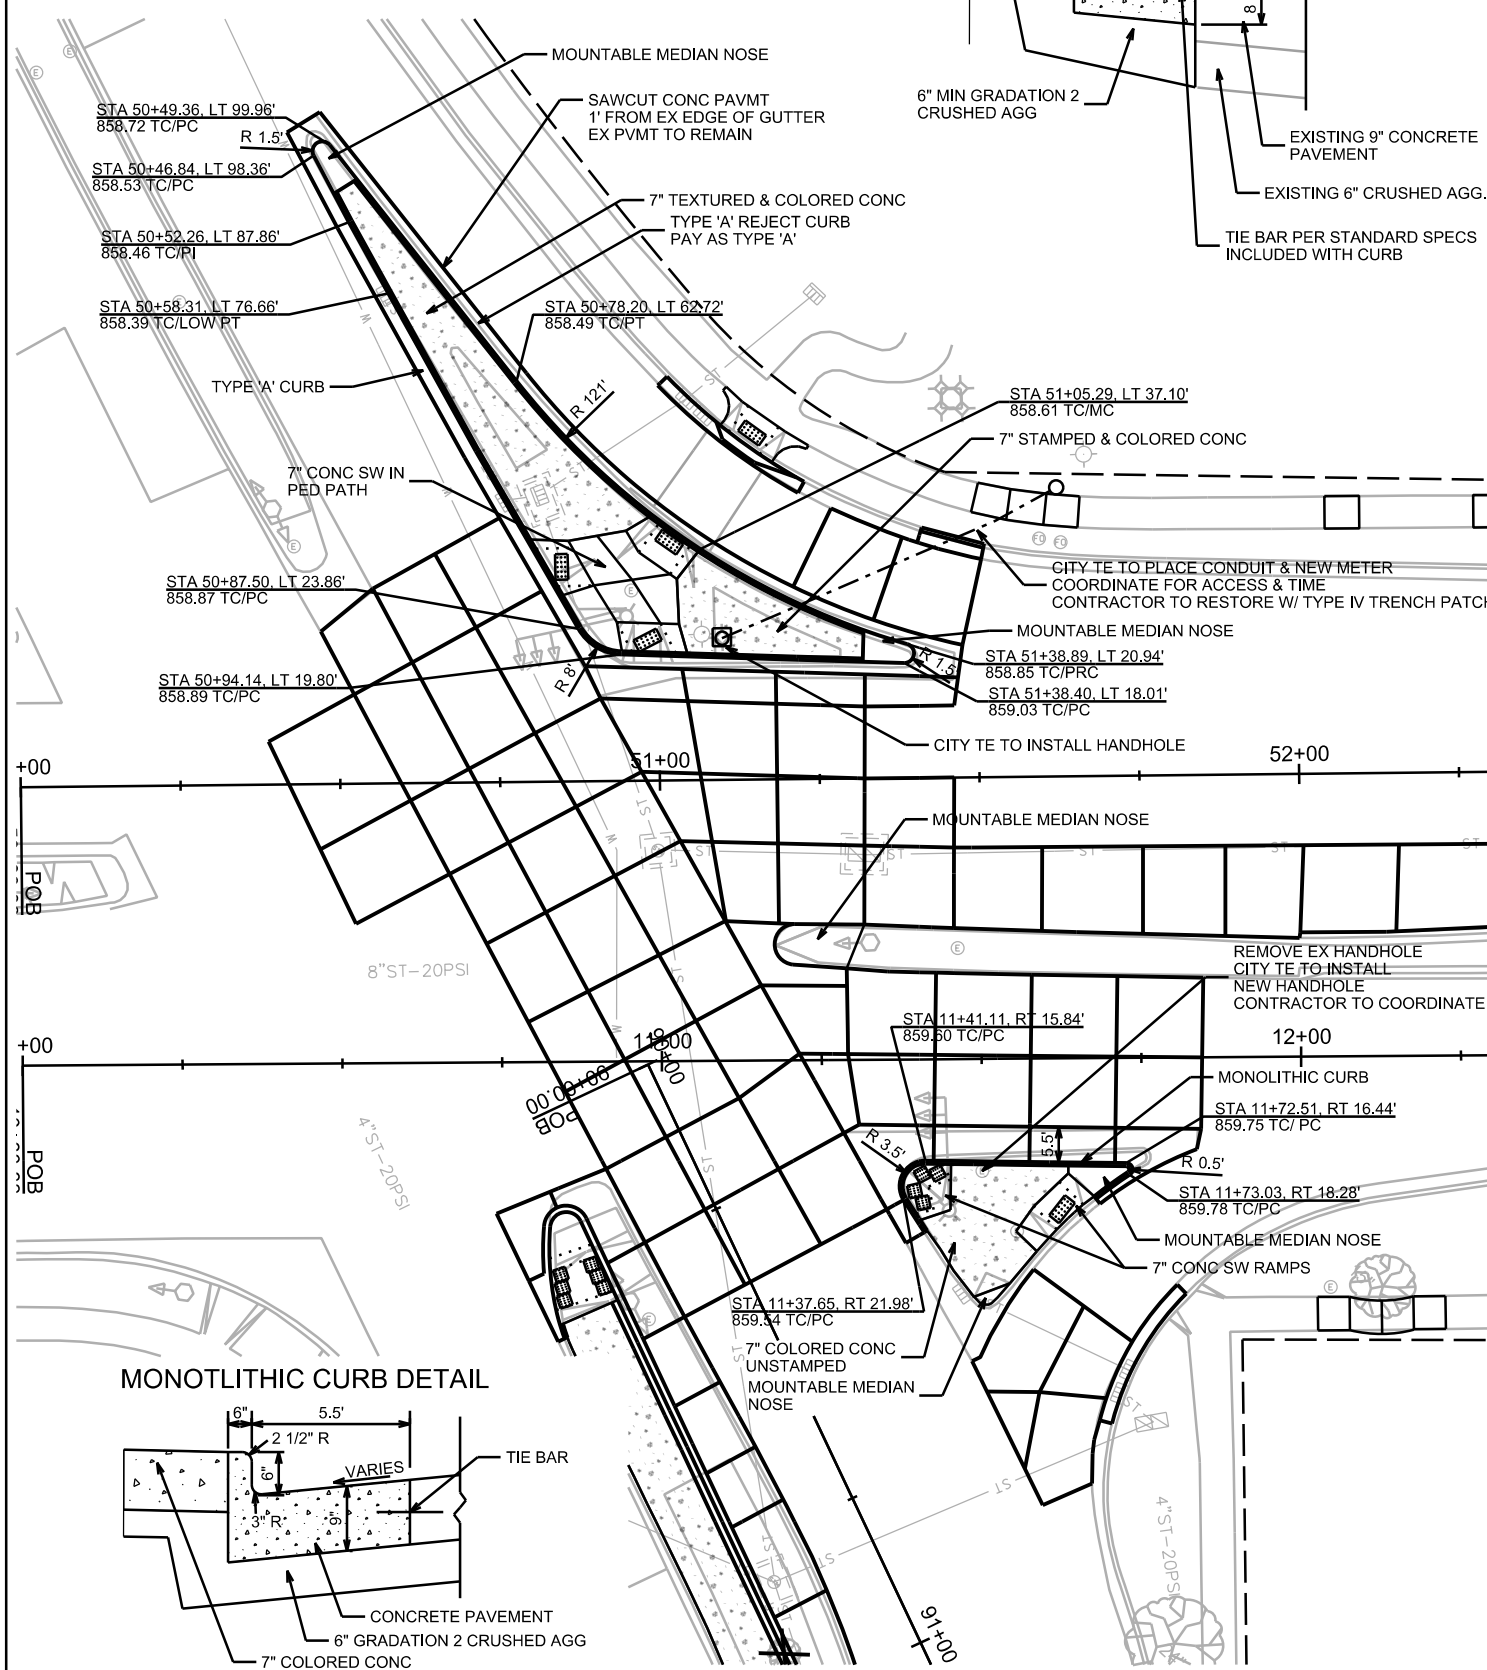 MOUNTABLE MEDIAN NOSE
SAWCUT CONC PAVMT
1' FROM EX EDGE OF GUTTER
EX PVMT TO REMAIN
STA 50+49.36, LT 99.96'
858.72 TC/PC
R 1.5'
STA 50+46.84, LT 98.36'
858.53 TC/PC
7" TEXTURED & COLORED CONC
TYPE 'A' REJECT CURB
PAY AS TYPE 'A'
STA 50+52.26, LT 87.86'
858.46 TC/PI
STA 50+58.31, LT 76.66'
858.39 TC/LOW PT
STA 50+78.20, LT 62.72'
858.49 TC/PT
TYPE 'A' CURB
R 121'
8
6" MIN GRADATION 2
CRUSHED AGG
EXISTING 9" CONCRETE
PAVEMENT
EXISTING 6" CRUSHED AGG.
TIE BAR PER STANDARD SPECS
INCLUDED WITH CURB
STA 51+05.29, LT 37.10'
858.61 TC/MC
7" STAMPED & COLORED CONC
7" CONC SW IN
PED PATH
CITY TE TO PLACE CONDUIT & NEW METER
COORDINATE FOR ACCESS & TIME
CONTRACTOR TO RESTORE W/ TYPE IV TRENCH PATCH
STA 50+87.50, LT 23.86'
858.87 TC/PC
MOUNTABLE MEDIAN NOSE
STA 51+38.89, LT 20.94'
858.85 TC/PRC
R 1.5'
STA 51+38.40, LT 18.01'
859.03 TC/PC
STA 50+94.14, LT 19.80'
858.89 TC/PC
R 8'
CITY TE TO INSTALL HANDHOLE
+00
51+00
52+00
MOUNTABLE MEDIAN NOSE
POB
8"ST-20PSI
REMOVE EX HANDHOLE
CITY TE TO INSTALL
NEW HANDHOLE
CONTRACTOR TO COORDINATE
STA 11+41.11, RT 15.84'
859.60 TC/PC
+00
11+00
90+00
12+00
90+00.00
POB
MONOLITHIC CURB
STA 11+72.51, RT 16.44'
859.75 TC/ PC
4"ST-20PSI
POB
R 3.5'
5.5'
R 0.5'
STA 11+73.03, RT 18.28'
859.78 TC/PC
MOUNTABLE MEDIAN NOSE
7" CONC SW RAMPS
STA 11+37.65, RT 21.98'
859.54 TC/PC
7" COLORED CONC
UNSTAMPED
MOUNTABLE MEDIAN
NOSE
MONOTLITHIC CURB DETAIL
6"
5.5'
2 1/2" R
6"
VARIES
TIE BAR
3" R
9"
CONCRETE PAVEMENT
6" GRADATION 2 CRUSHED AGG
7" COLORED CONC
4"ST-20PSI
91+00